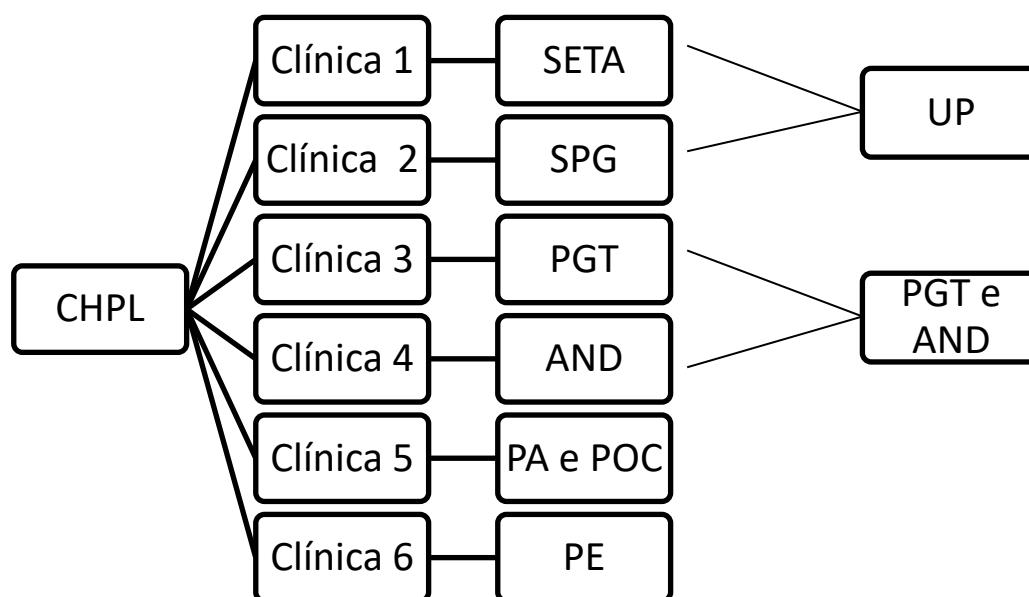 CHPL
Clínica 1
SETA
Clínica 2
SPG
Clínica 3
PGT
Clínica 4
AND
Clínica 5
PA e POC
Clínica 6
PE
UP
PGT e
AND